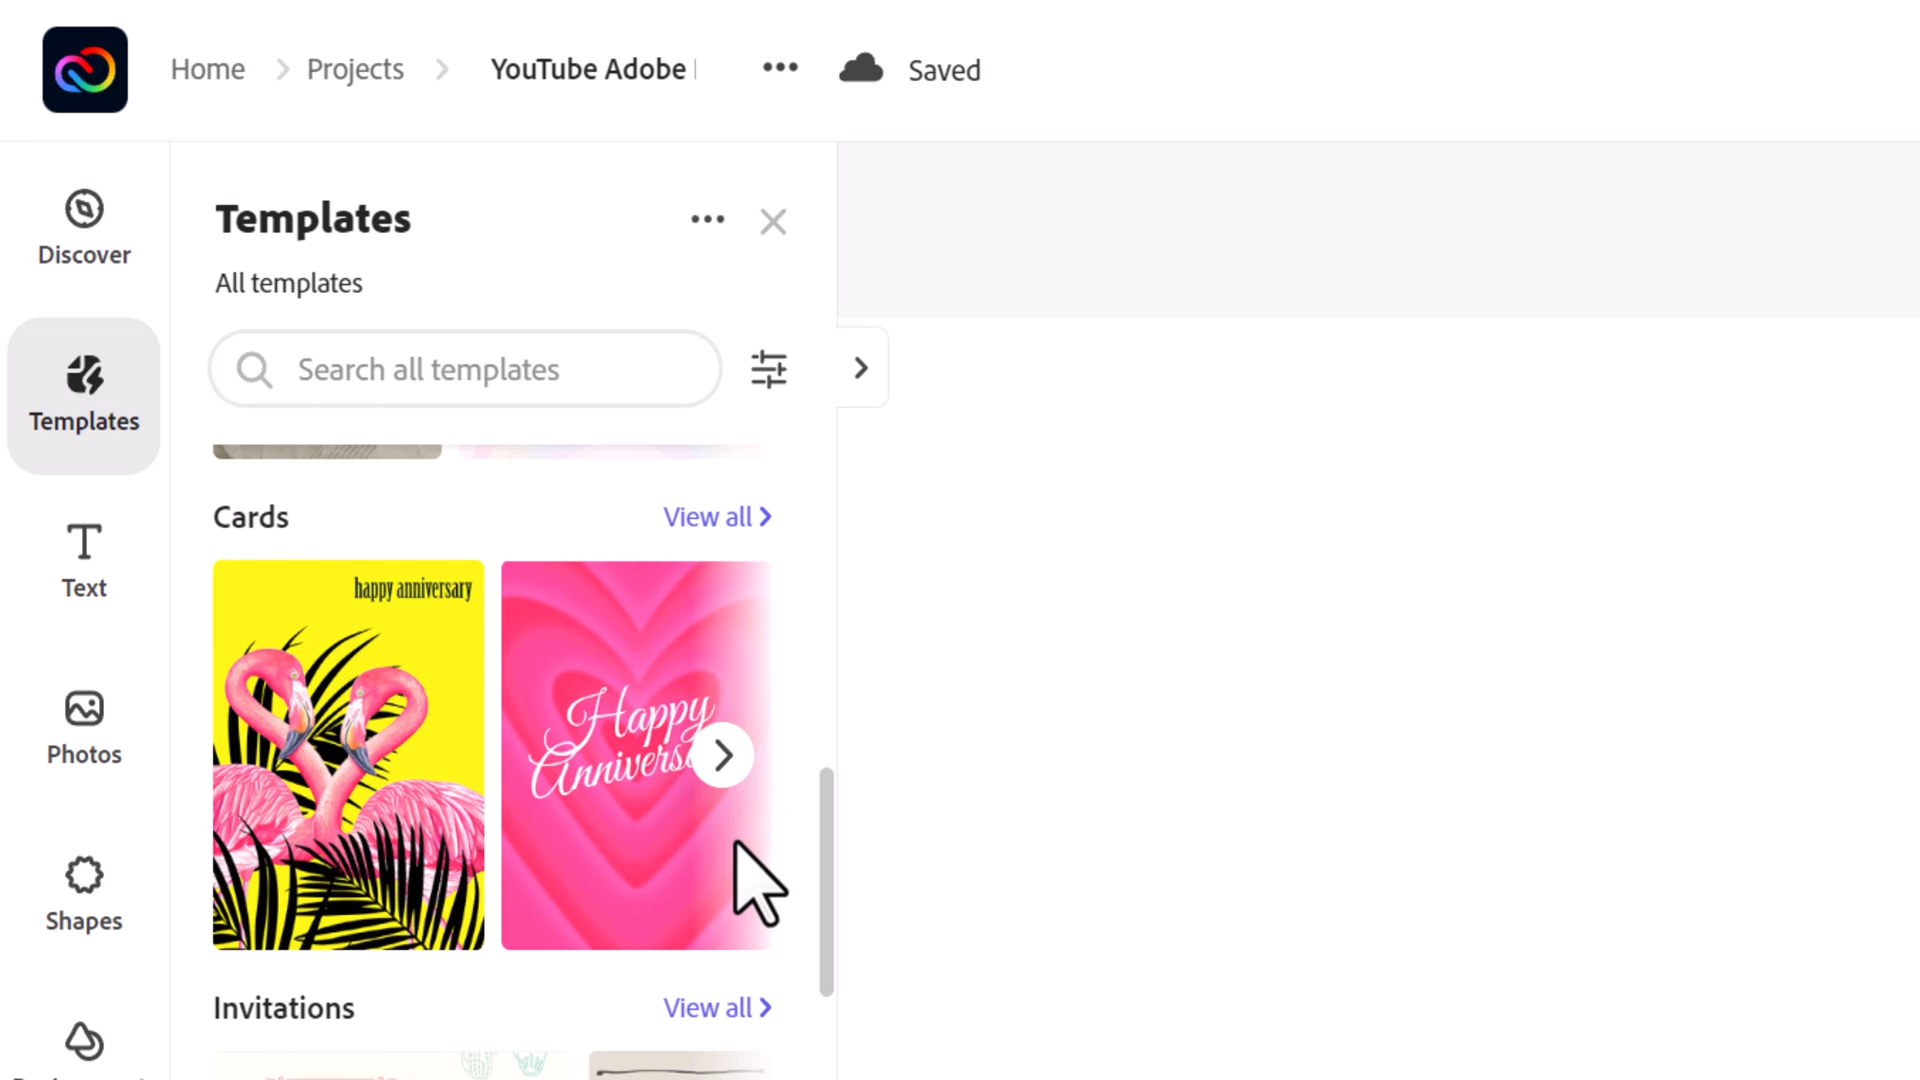 Home
Projects
YouTube Adobe
Saved
Discover
Templates
Text
Photos
Shapes
Templates
All templates
Search all templates
Cards
View all
happy anniversary
Happy
Invitations
View all